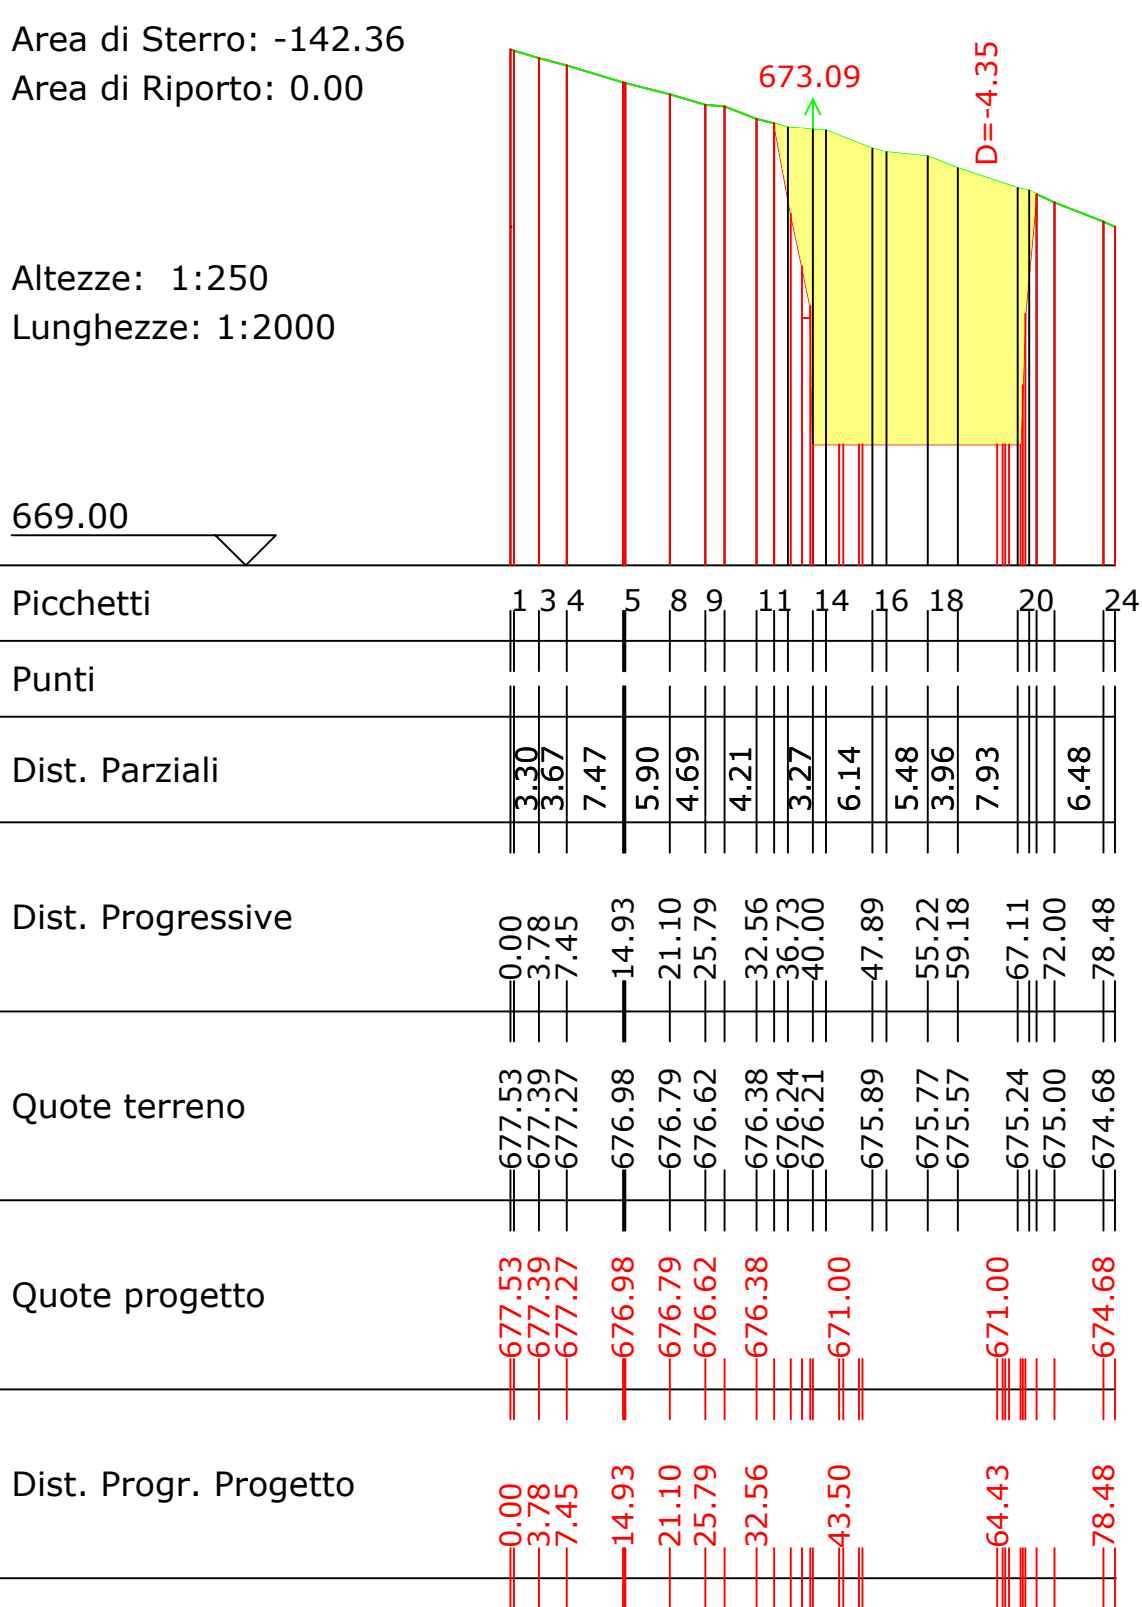 Area di Sterro: -142.36
Area di Riporto: 0.00
673.09
D=-4.35
Altezze: 1:250
Lunghezze: 1:2000
669.00
Picchetti 1 3 4 5 8 9 11 14 16 18 20 24
Punti
Dist. Parziali 3.30 3.67 7.47 5.90 4.69 4.21 3.27 6.14 5.48 3.96 7.93 6.48
Dist. Progressive 0.00 3.78 7.45 14.93 21.10 25.79 32.56 36.73 40.00 47.89 55.22 59.18 67.11 72.00 78.48
Quote terreno 677.53 677.39 677.27 676.98 676.79 676.62 676.38 676.24 676.21 675.89 675.77 675.57 675.24 675.00 674.68
Quote progetto 677.53 677.39 677.27 676.98 676.79 676.62 676.38 671.00 671.00 674.68
Dist. Progr. Progetto 0.00 3.78 7.45 14.93 21.10 25.79 32.56 43.50 64.43 78.48